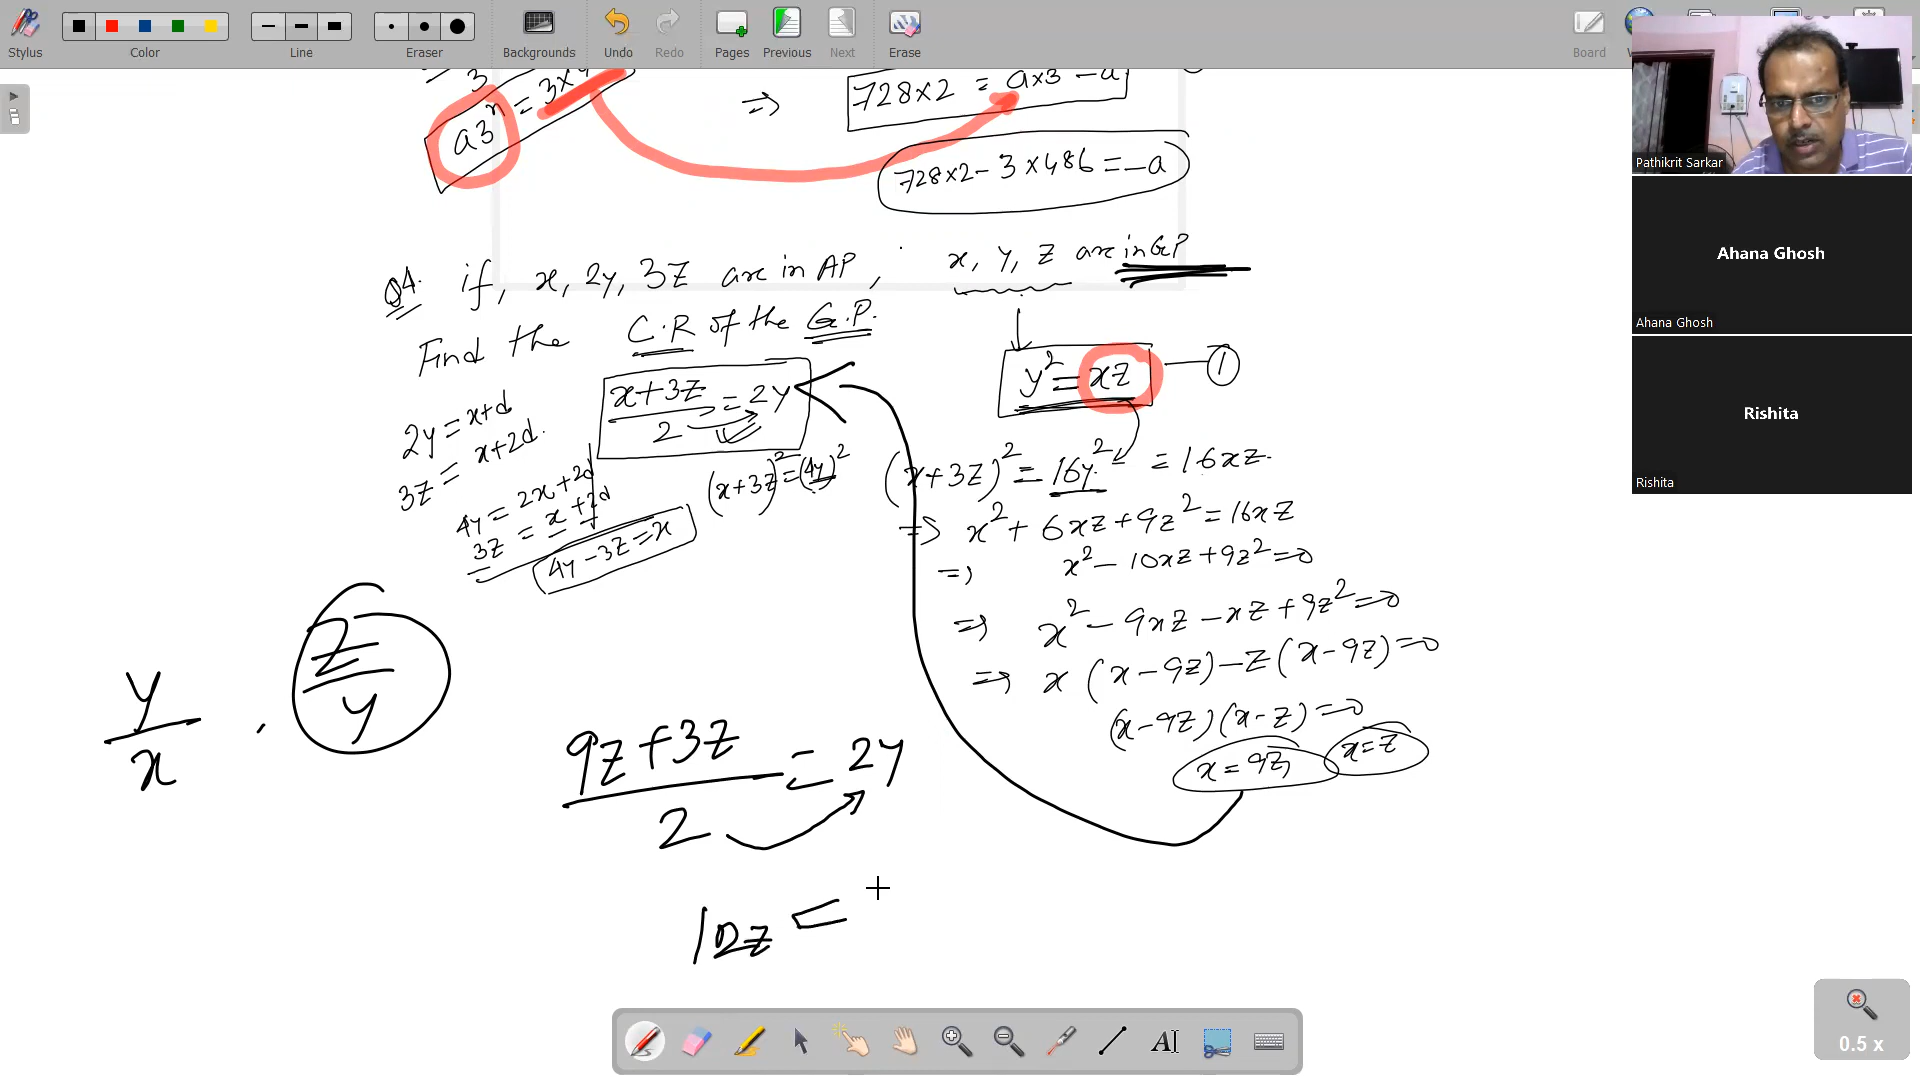 Stylus
Color
Line
Eraser
Backgrounds
Undo
Redo
Pages
Previous
Next
Erase
Board
3
a3ⁿ = 3×4
⇒
728×2 = a×3 - a
728×2 - 3×486 = -a
Q4. if, x, 2y, 3z are in AP, x, y, z are in GP
Find the C.R of the G.P.
2y = x+d
3z = x+2d.
4y = 2x+2d
3z = x+2d
4y - 3z = x
x+3z = 2y
2
(x+3z)² = (4y)²
y² = xz
1
(x+3z)² = 16y² = 16xz.
⇒ x² + 6xz + 9z² = 16xz
⇒ x² - 10xz + 9z² = 0
⇒ x² - 9xz - xz + 9z² = 0
⇒ x (x-9z) - z (x-9z) = 0
(x-9z)(x-z) = 0
x = 9z, x = z
y
x
,
z
y
9z+3z = 2y
2
12z =
Pathikrit Sarkar
Ahana Ghosh
Ahana Ghosh
Rishita
Rishita
0.5 x